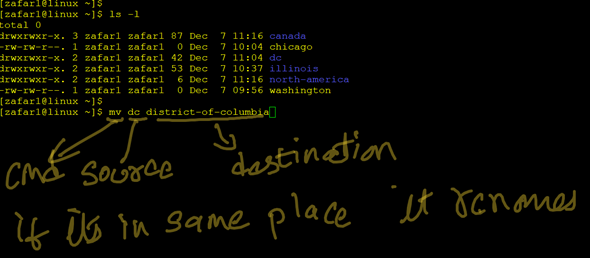 [zafar1@linux ~]$
[zafar1@linux ~]$ ls -l
total 0
drwxrwxr-x. 3 zafar1 zafar1 87 Dec  7 11:16 canada
-rw-rw-r--. 1 zafar1 zafar1  0 Dec  7 10:04 chicago
drwxrwxr-x. 2 zafar1 zafar1 42 Dec  7 11:04 dc
drwxrwxr-x. 2 zafar1 zafar1 53 Dec  7 10:37 illinois
drwxrwxr-x. 2 zafar1 zafar1  6 Dec  7 11:16 north-america
-rw-rw-r--. 1 zafar1 zafar1  0 Dec  7 09:56 washington
[zafar1@linux ~]$
[zafar1@linux ~]$ mv dc district-of-columbia
cmd source destination
if its in same place it renames